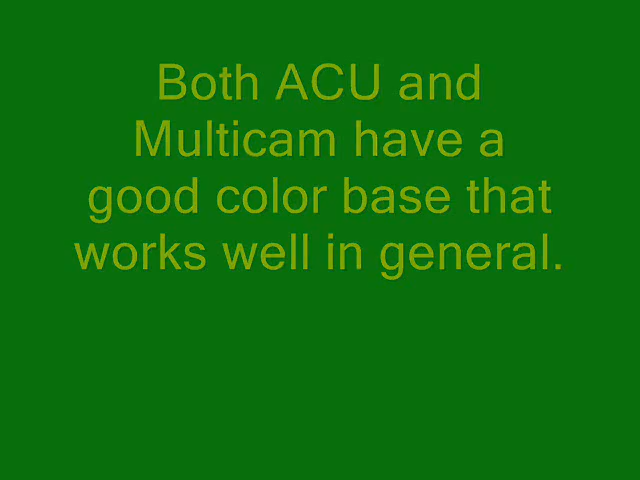 Both ACU and
Multicam have a
good color base that
works well in general.